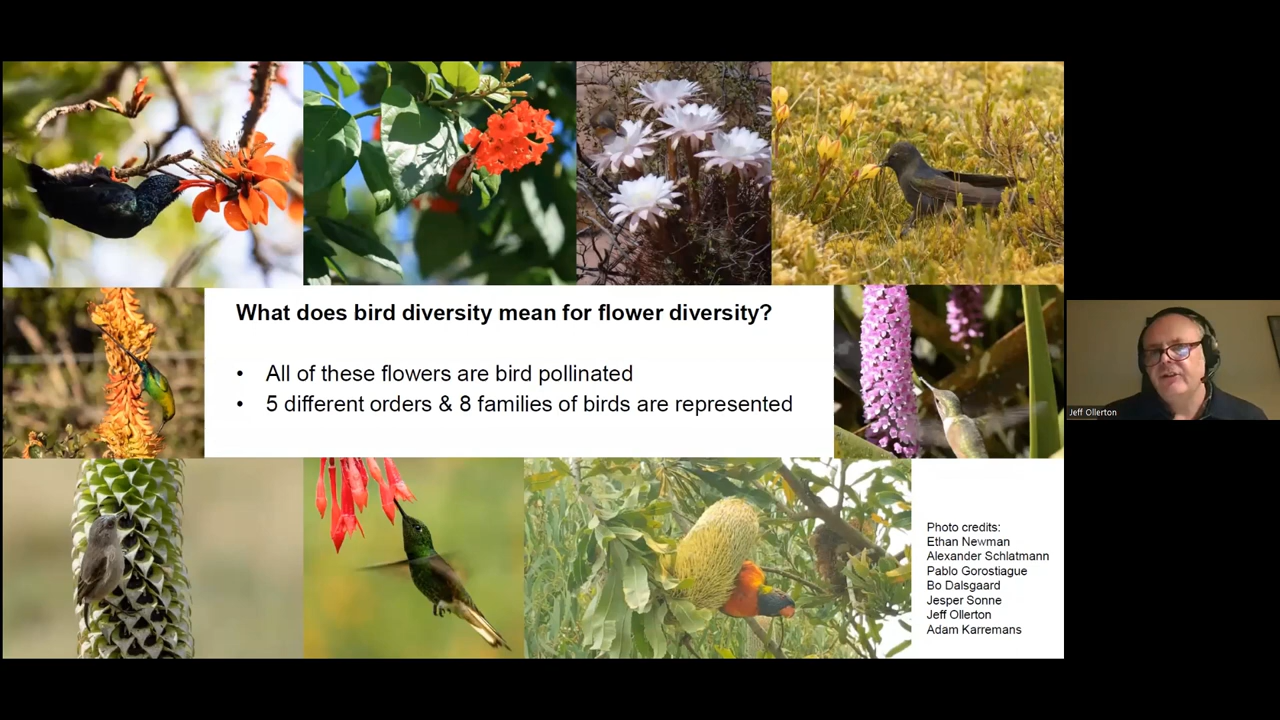 What does bird diversity mean for flower diversity?
• All of these flowers are bird pollinated
• 5 different orders & 8 families of birds are represented
Jeff Ollerton
Photo credits:
Ethan Newman
Alexander Schlatmann
Pablo Gorostiague
Bo Dalsgaard
Jesper Sonne
Jeff Ollerton
Adam Karremans